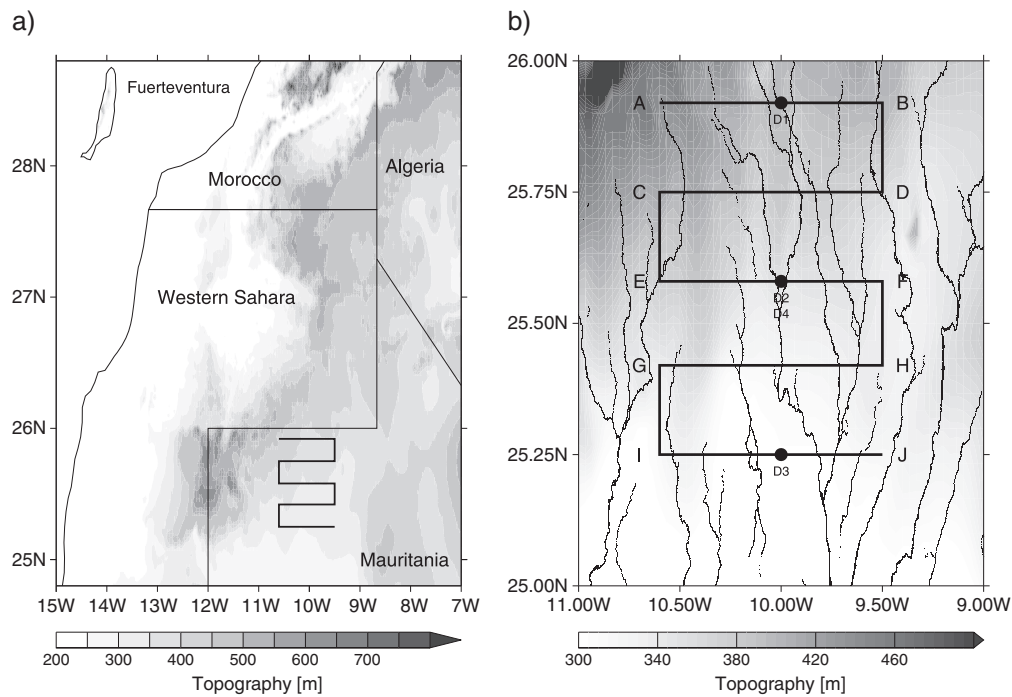 a)
Fuerteventura
28N
Morocco
Algeria
27N
Western Sahara
26N
25N
Mauritania
15W 14W 13W 12W 11W 10W 9W 8W 7W
200 300 400 500 600 700
Topography [m]
b)
26.00N
A B
D1
25.75N
C D
E F
D2
D4
25.50N
G H
25.25N
I J
D3
25.00N
11.00W 10.50W 10.00W 9.50W 9.00W
300 340 380 420 460
Topography [m]